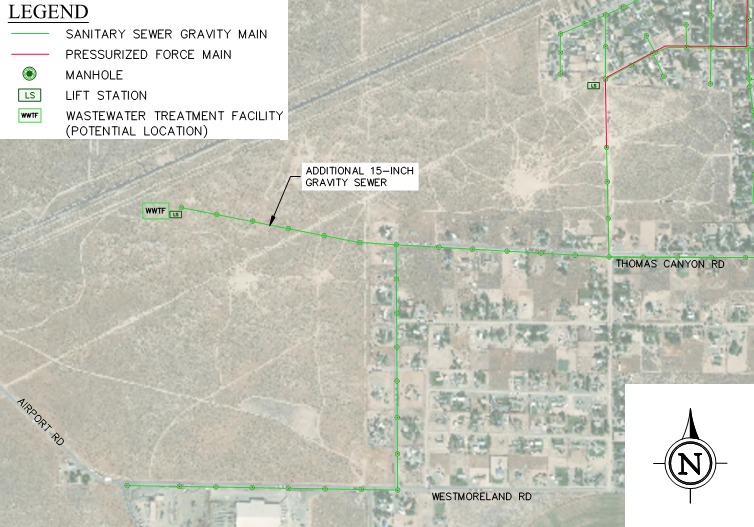 LEGEND
SANITARY SEWER GRAVITY MAIN
PRESSURIZED FORCE MAIN
MANHOLE
LS LIFT STATION
WWTF WASTEWATER TREATMENT FACILITY
(POTENTIAL LOCATION)
LS
ADDITIONAL 15-INCH
GRAVITY SEWER
WWTF LS
THOMAS CANYON RD
AIRPORT RD
WESTMORELAND RD
N